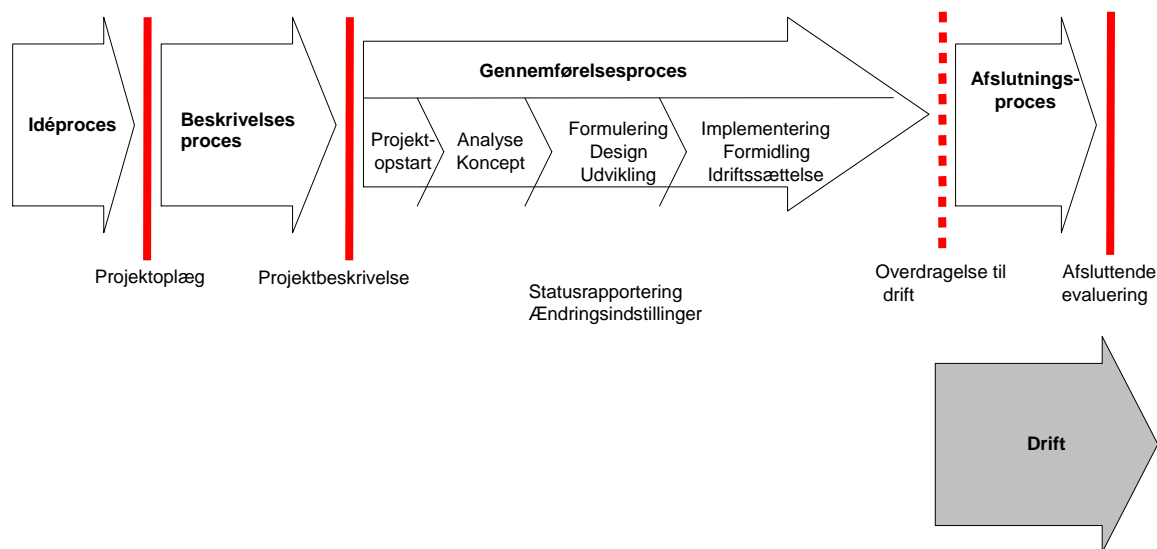 Idéproces
Beskrivelses
proces
Gennemførelsesproces
Projekt-
opstart
Analyse
Koncept
Formulering
Design
Udvikling
Implementering
Formidling
Idriftssættelse
Afslutnings-
proces
Projektoplæg
Projektbeskrivelse
Statusrapportering
Ændringsindstillinger
Overdragelse til
drift
Afsluttende
evaluering
Drift